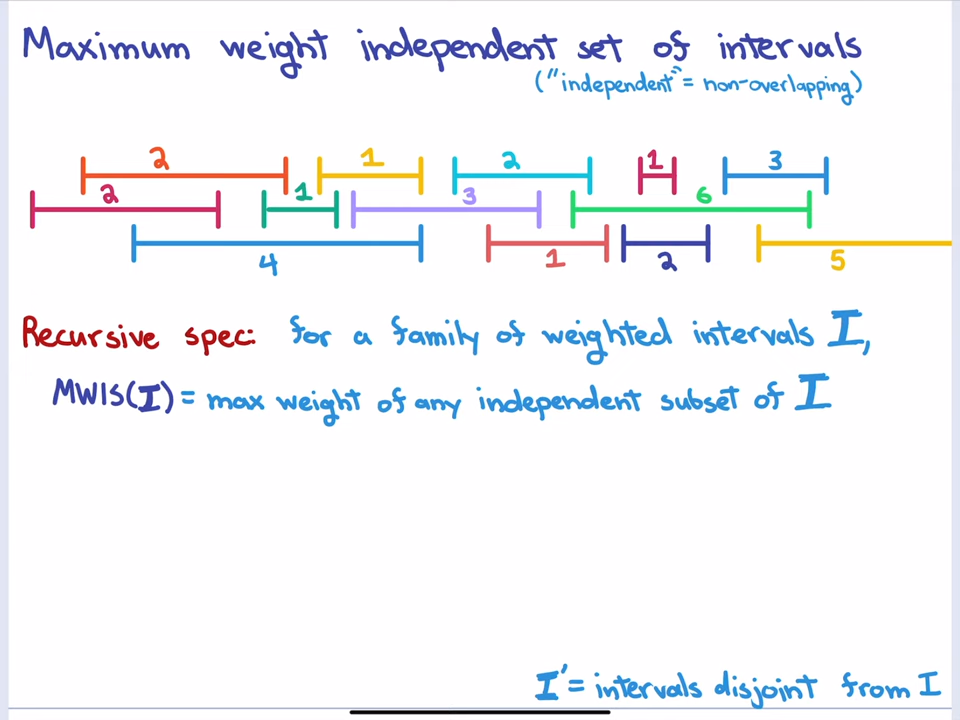 Maximum weight independent set of intervals
("independent" = non-overlapping)
2 1 2 1 3
2 1 3 6
4 1 2 5
Recursive spec: for a family of weighted intervals I,
MWIS(I) = max weight of any independent subset of I
I' = intervals disjoint from I